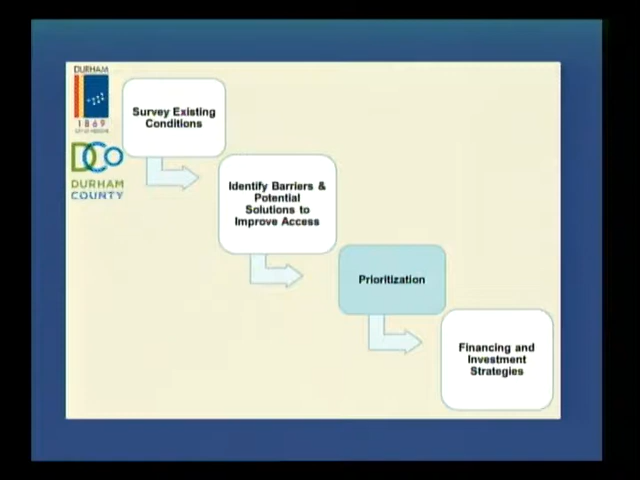 DURHAM
1869
DCo
DURHAM
COUNTY
Survey Existing
Conditions
Identify Barriers &
Potential
Solutions to
Improve Access
Prioritization
Financing and
Investment
Strategies